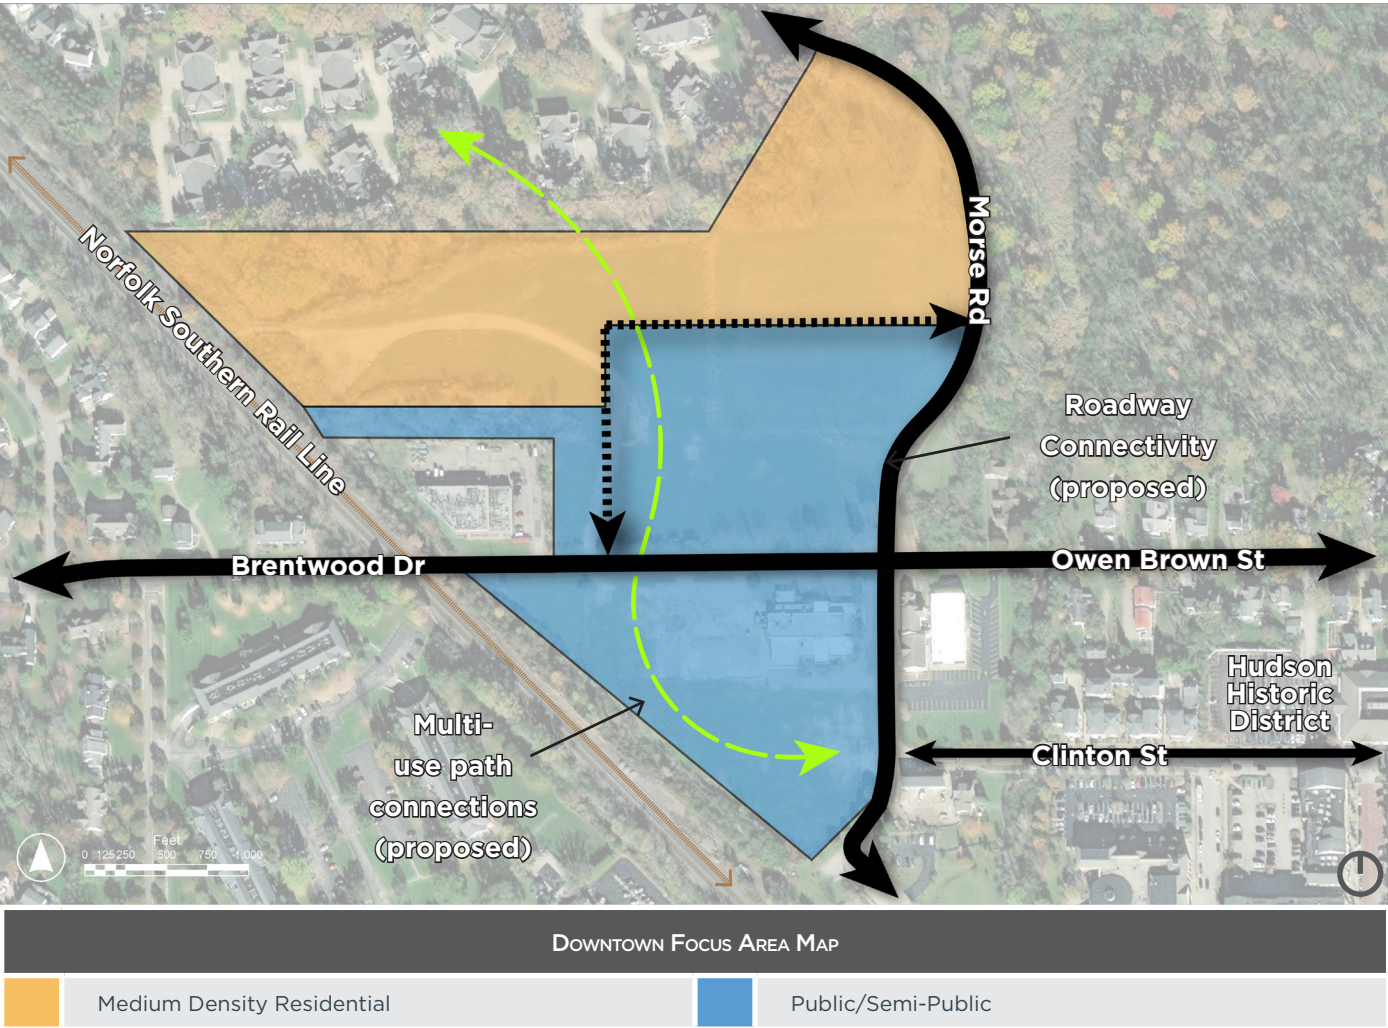 Morse Rd
Norfolk Southern Rail Line
Roadway
Connectivity
(proposed)
Brentwood Dr
Owen Brown St
Hudson
Historic
District
Multi-
use path
connections
(proposed)
Clinton St
Feet
0 125 250 500 750 1,000
Downtown Focus Area Map
Medium Density Residential
Public/Semi-Public